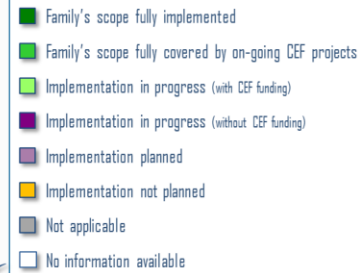 Family's scope fully implemented
Family's scope fully covered by on-going CEF projects
Implementation in progress (with CEF funding)
Implementation in progress (without CEF funding)
Implementation planned
Implementation not planned
Not applicable
No information available